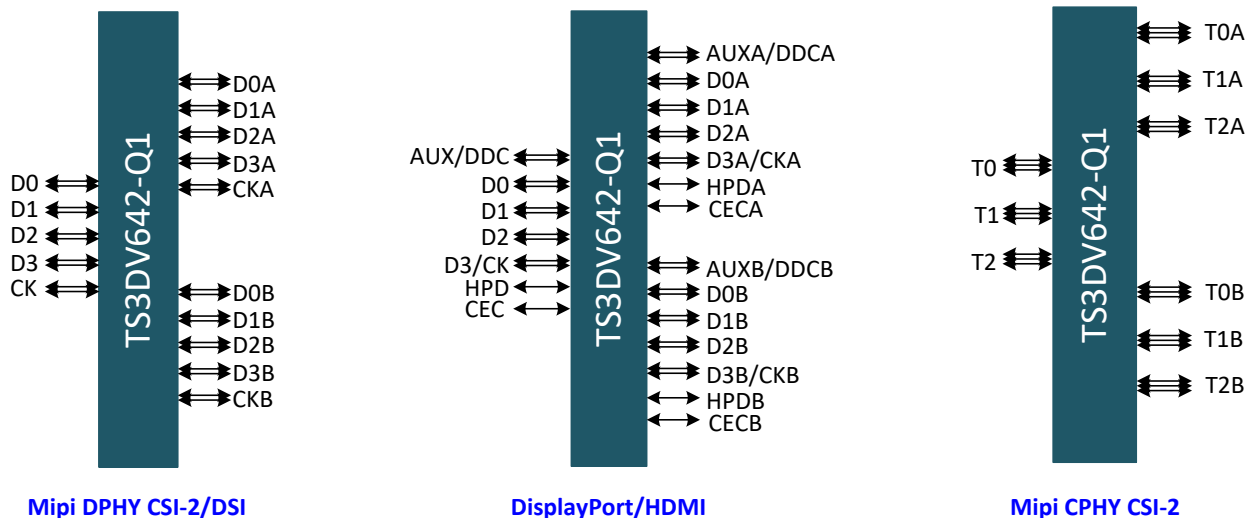 TS3DV642-Q1
D0
D1
D2
D3
CK
D0A
D1A
D2A
D3A
CKA
D0B
D1B
D2B
D3B
CKB
Mipi DPHY CSI-2/DSI
TS3DV642-Q1
AUX/DDC
D0
D1
D2
D3/CK
HPD
CEC
AUXA/DDCA
D0A
D1A
D2A
D3A/CKA
HPDA
CECA
AUXB/DDCB
D0B
D1B
D2B
D3B/CKB
HPDB
CECB
DisplayPort/HDMI
TS3DV642-Q1
T0
T1
T2
T0A
T1A
T2A
T0B
T1B
T2B
Mipi CPHY CSI-2